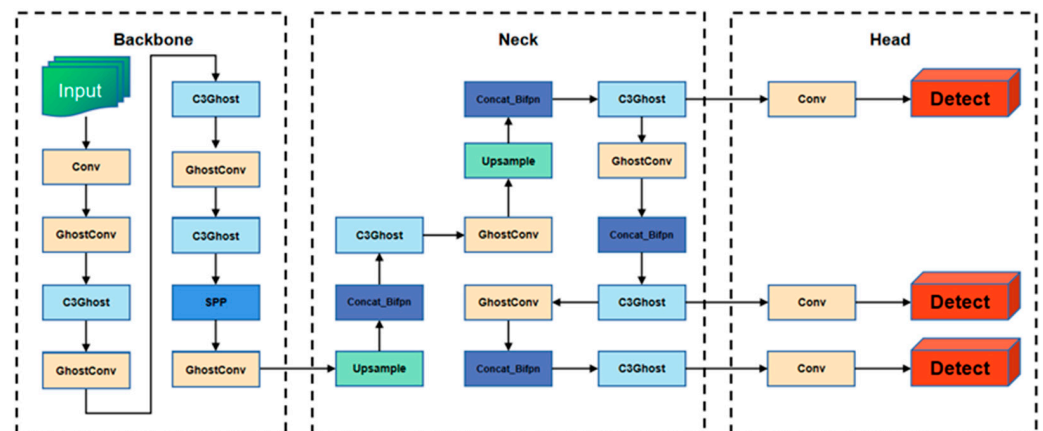 Backbone
Input
Conv
GhostConv
C3Ghost
GhostConv
C3Ghost
GhostConv
C3Ghost
SPP
GhostConv
Neck
Upsample
Concat_Bifpn
C3Ghost
GhostConv
Upsample
Concat_Bifpn
C3Ghost
GhostConv
Concat_Bifpn
C3Ghost
GhostConv
Concat_Bifpn
C3Ghost
Head
Conv
Detect
Conv
Detect
Conv
Detect